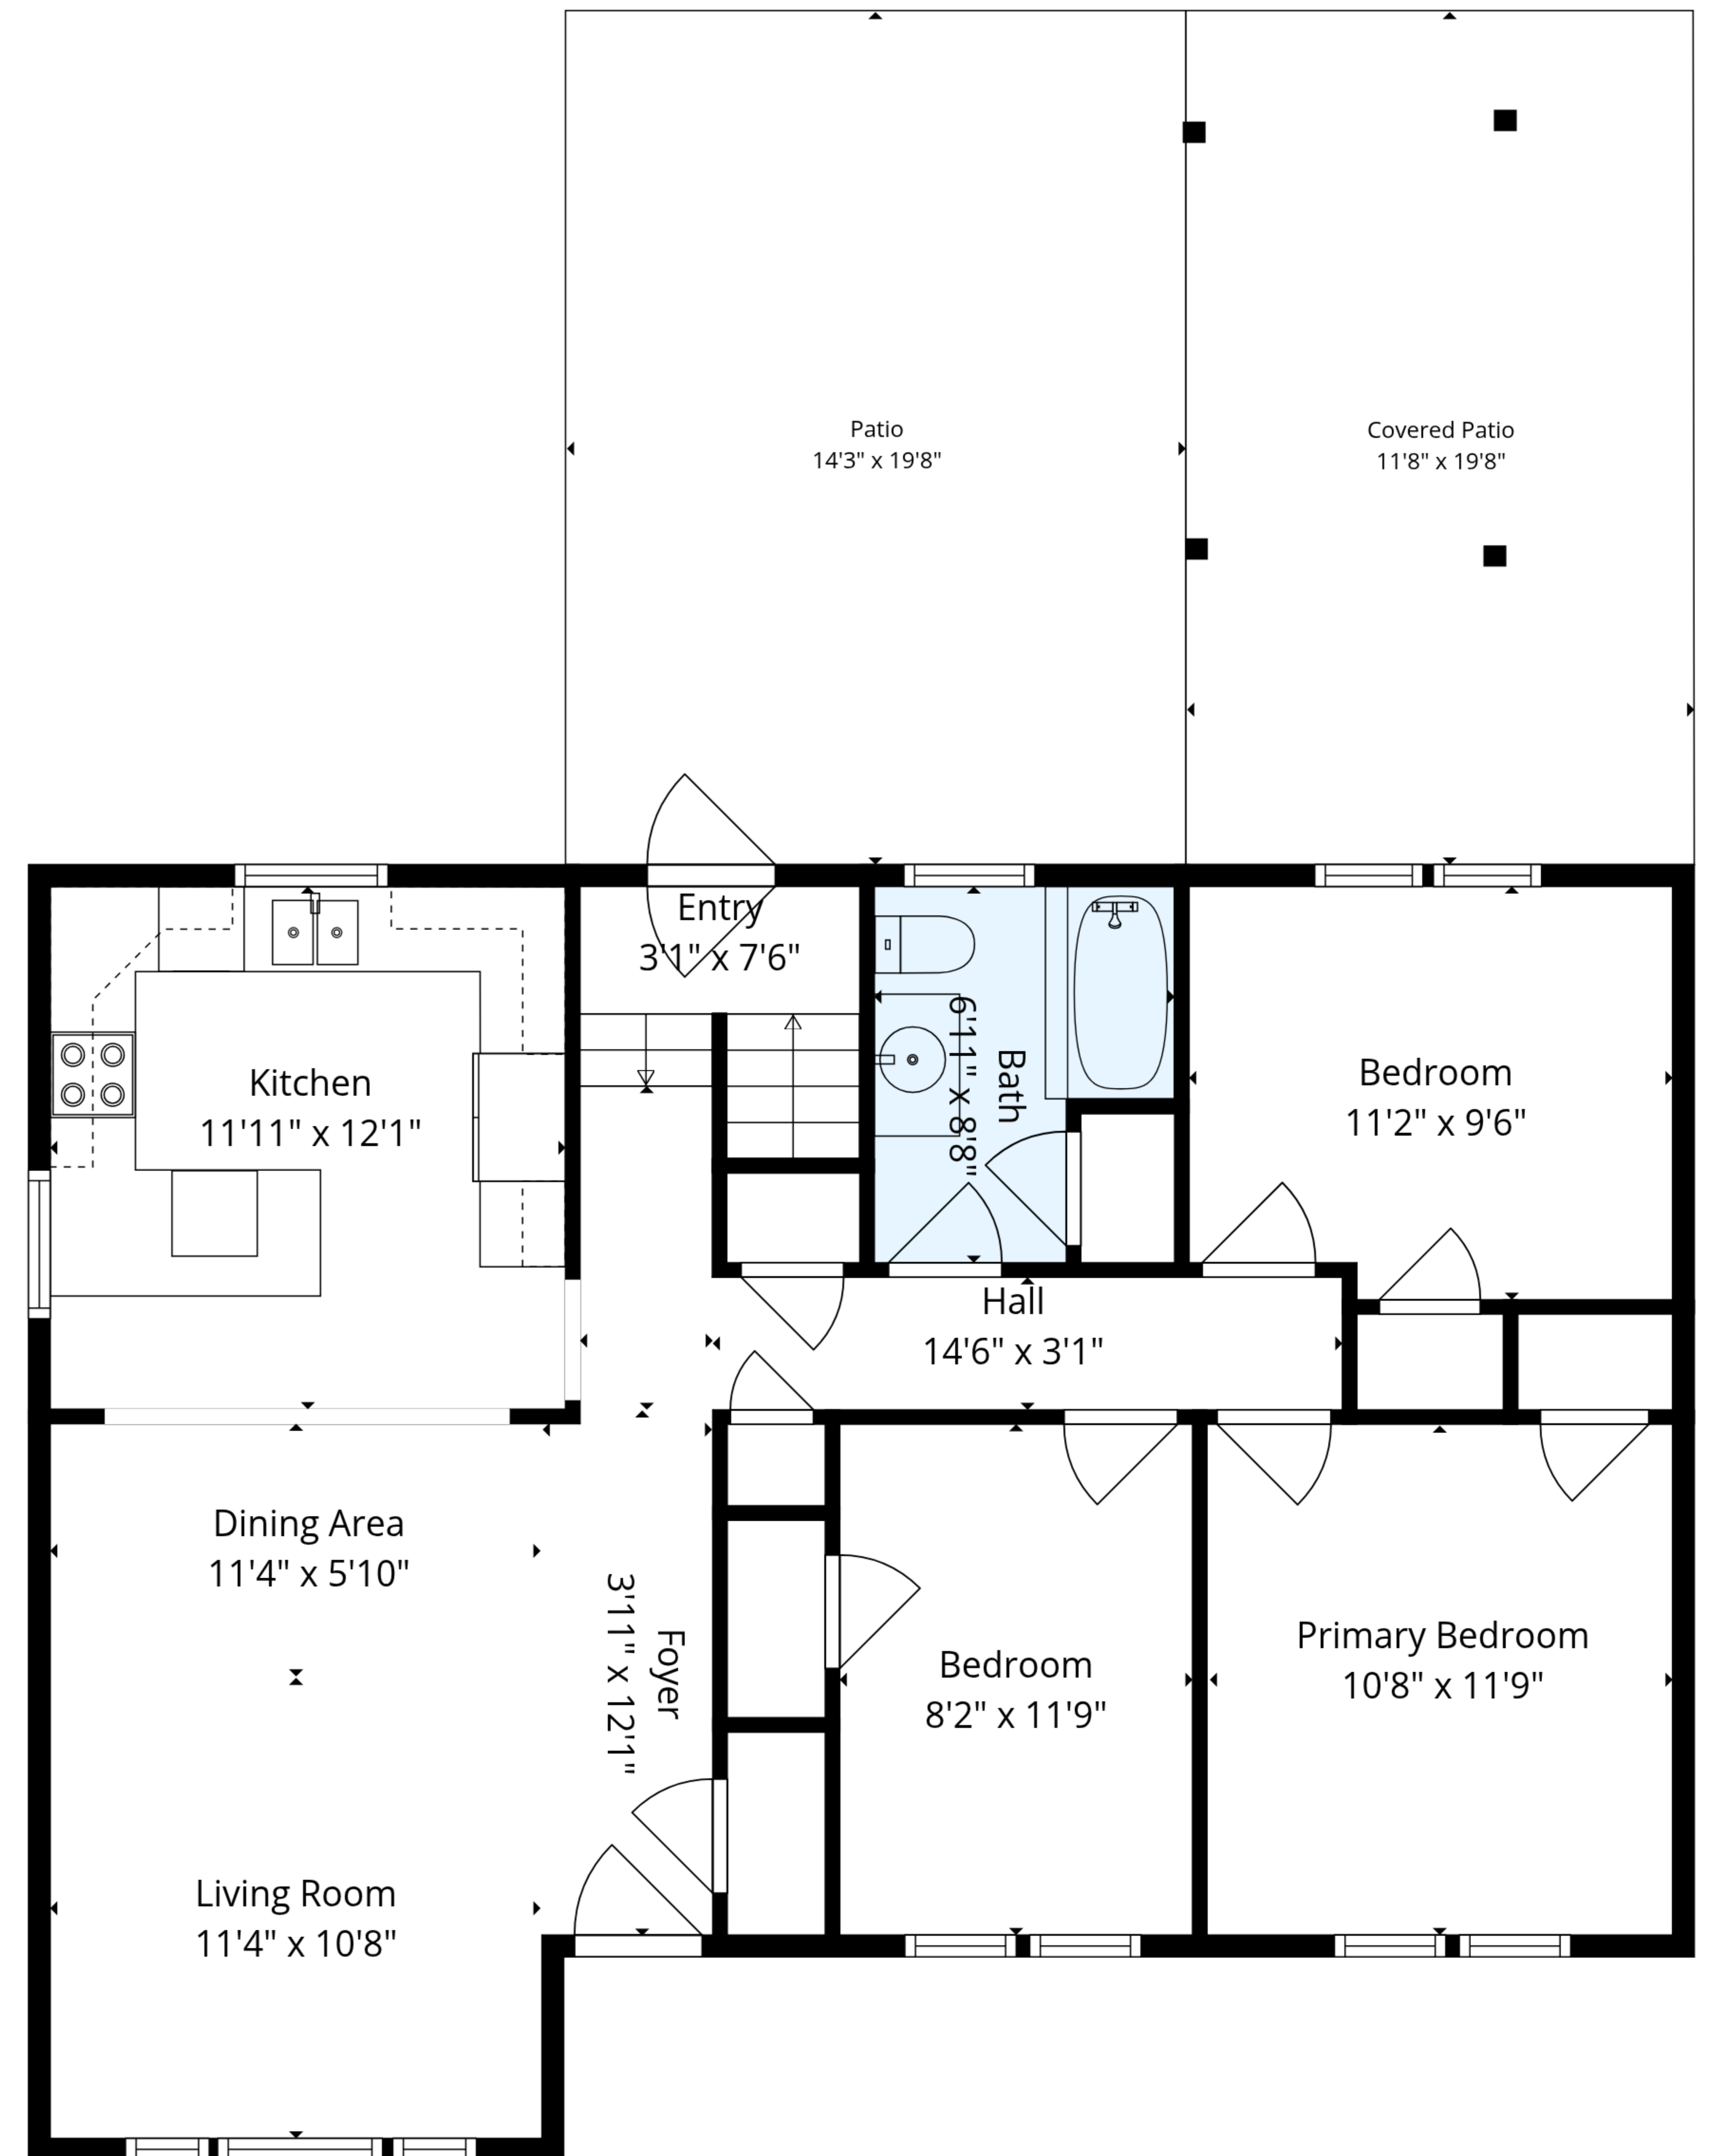 Patio
14'3" x 19'8"
Covered Patio
11'8" x 19'8"
Entry
3'1" x 7'6"
Kitchen
11'11" x 12'1"
Bath
6'11" x 8'8"
Bedroom
11'2" x 9'6"
Hall
14'6" x 3'1"
Dining Area
11'4" x 5'10"
Foyer
3'11" x 12'1"
Bedroom
8'2" x 11'9"
Primary Bedroom
10'8" x 11'9"
Living Room
11'4" x 10'8"